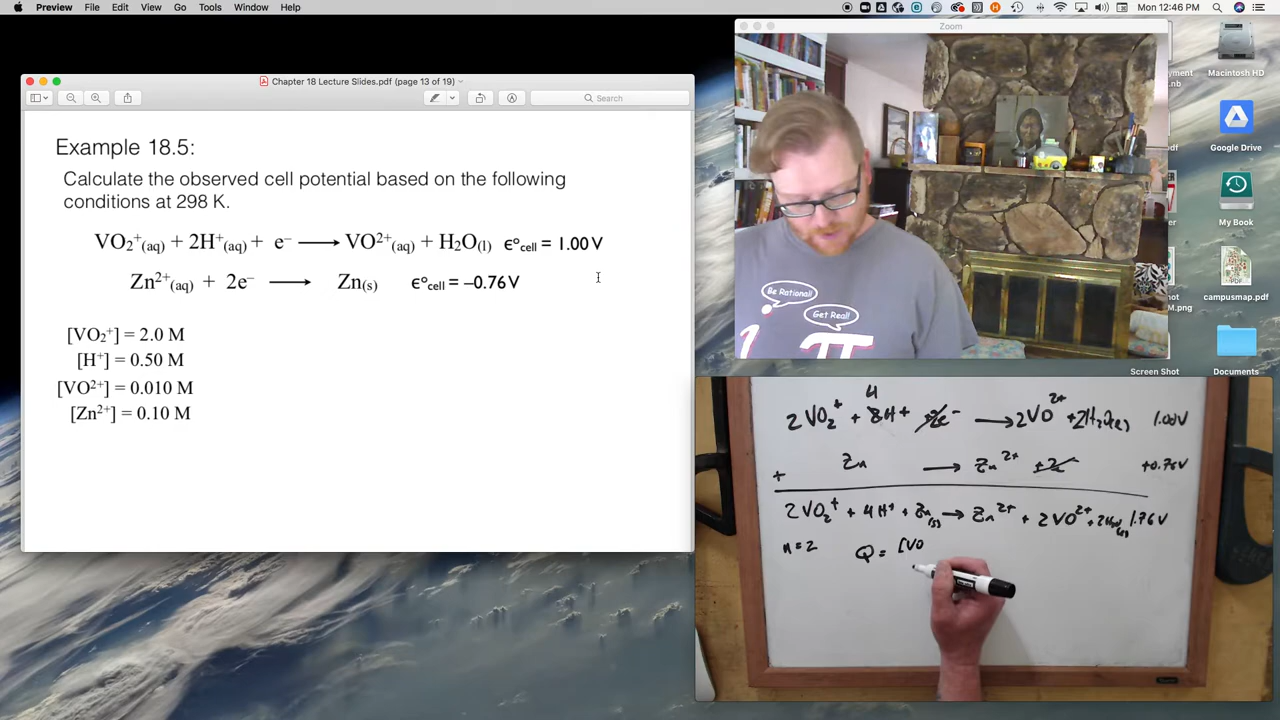 Preview File Edit View Go Tools Window Help
Mon 12:46 PM
Chapter 18 Lecture Slides.pdf (page 13 of 19)
Search
Example 18.5:
Calculate the observed cell potential based on the following
conditions at 298 K.
VO₂⁺(aq) + 2H⁺(aq) + e⁻ ⟶ VO²⁺(aq) + H₂O(l) ϵ°cell = 1.00 V
Zn²⁺(aq) + 2e⁻ ⟶ Zn(s) ϵ°cell = –0.76 V
[VO₂⁺] = 2.0 M
[H⁺] = 0.50 M
[VO²⁺] = 0.010 M
[Zn²⁺] = 0.10 M
Zoom
Be Rational!
Get Real!
i π
4
2VO₂⁺ + 8H⁺ +2e⁻ ⟶ 2VO²⁺ +2H₂O(l) 1.00V
+ Zn ⟶ Zn²⁺ +2e +0.76V
2VO₂⁺ + 4H⁺ + Zn(s) → Zn²⁺ + 2VO²⁺ + 2H₂O(l) 1.76V
n = 2 Q = [VO
Macintosh HD
Google Drive
My Book
campusmap.pdf
Documents
Screen Shot